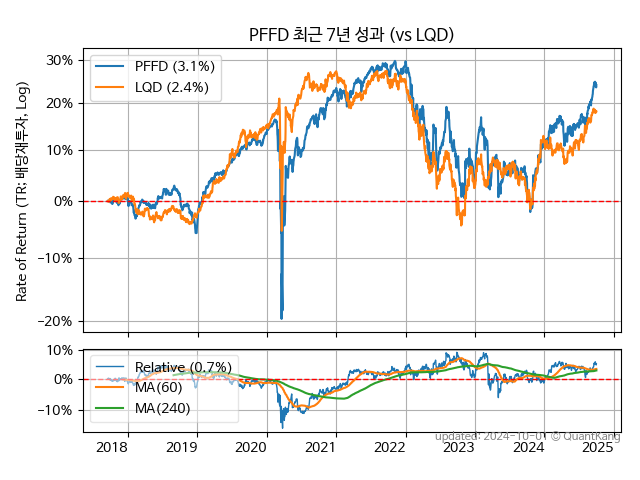 PFFD 최근 7년 성과 (vs LQD)
Rate of Return (TR: 배당재투자, Log)
30%
20%
10%
0%
−10%
−20%
PFFD (3.1%)
LQD (2.4%)
10%
0%
−10%
Relative (0.7%)
MA(60)
MA(240)
2018 2019 2020 2021 2022 2023 2024 2025
updated: 2024-10-01 © QuantKang